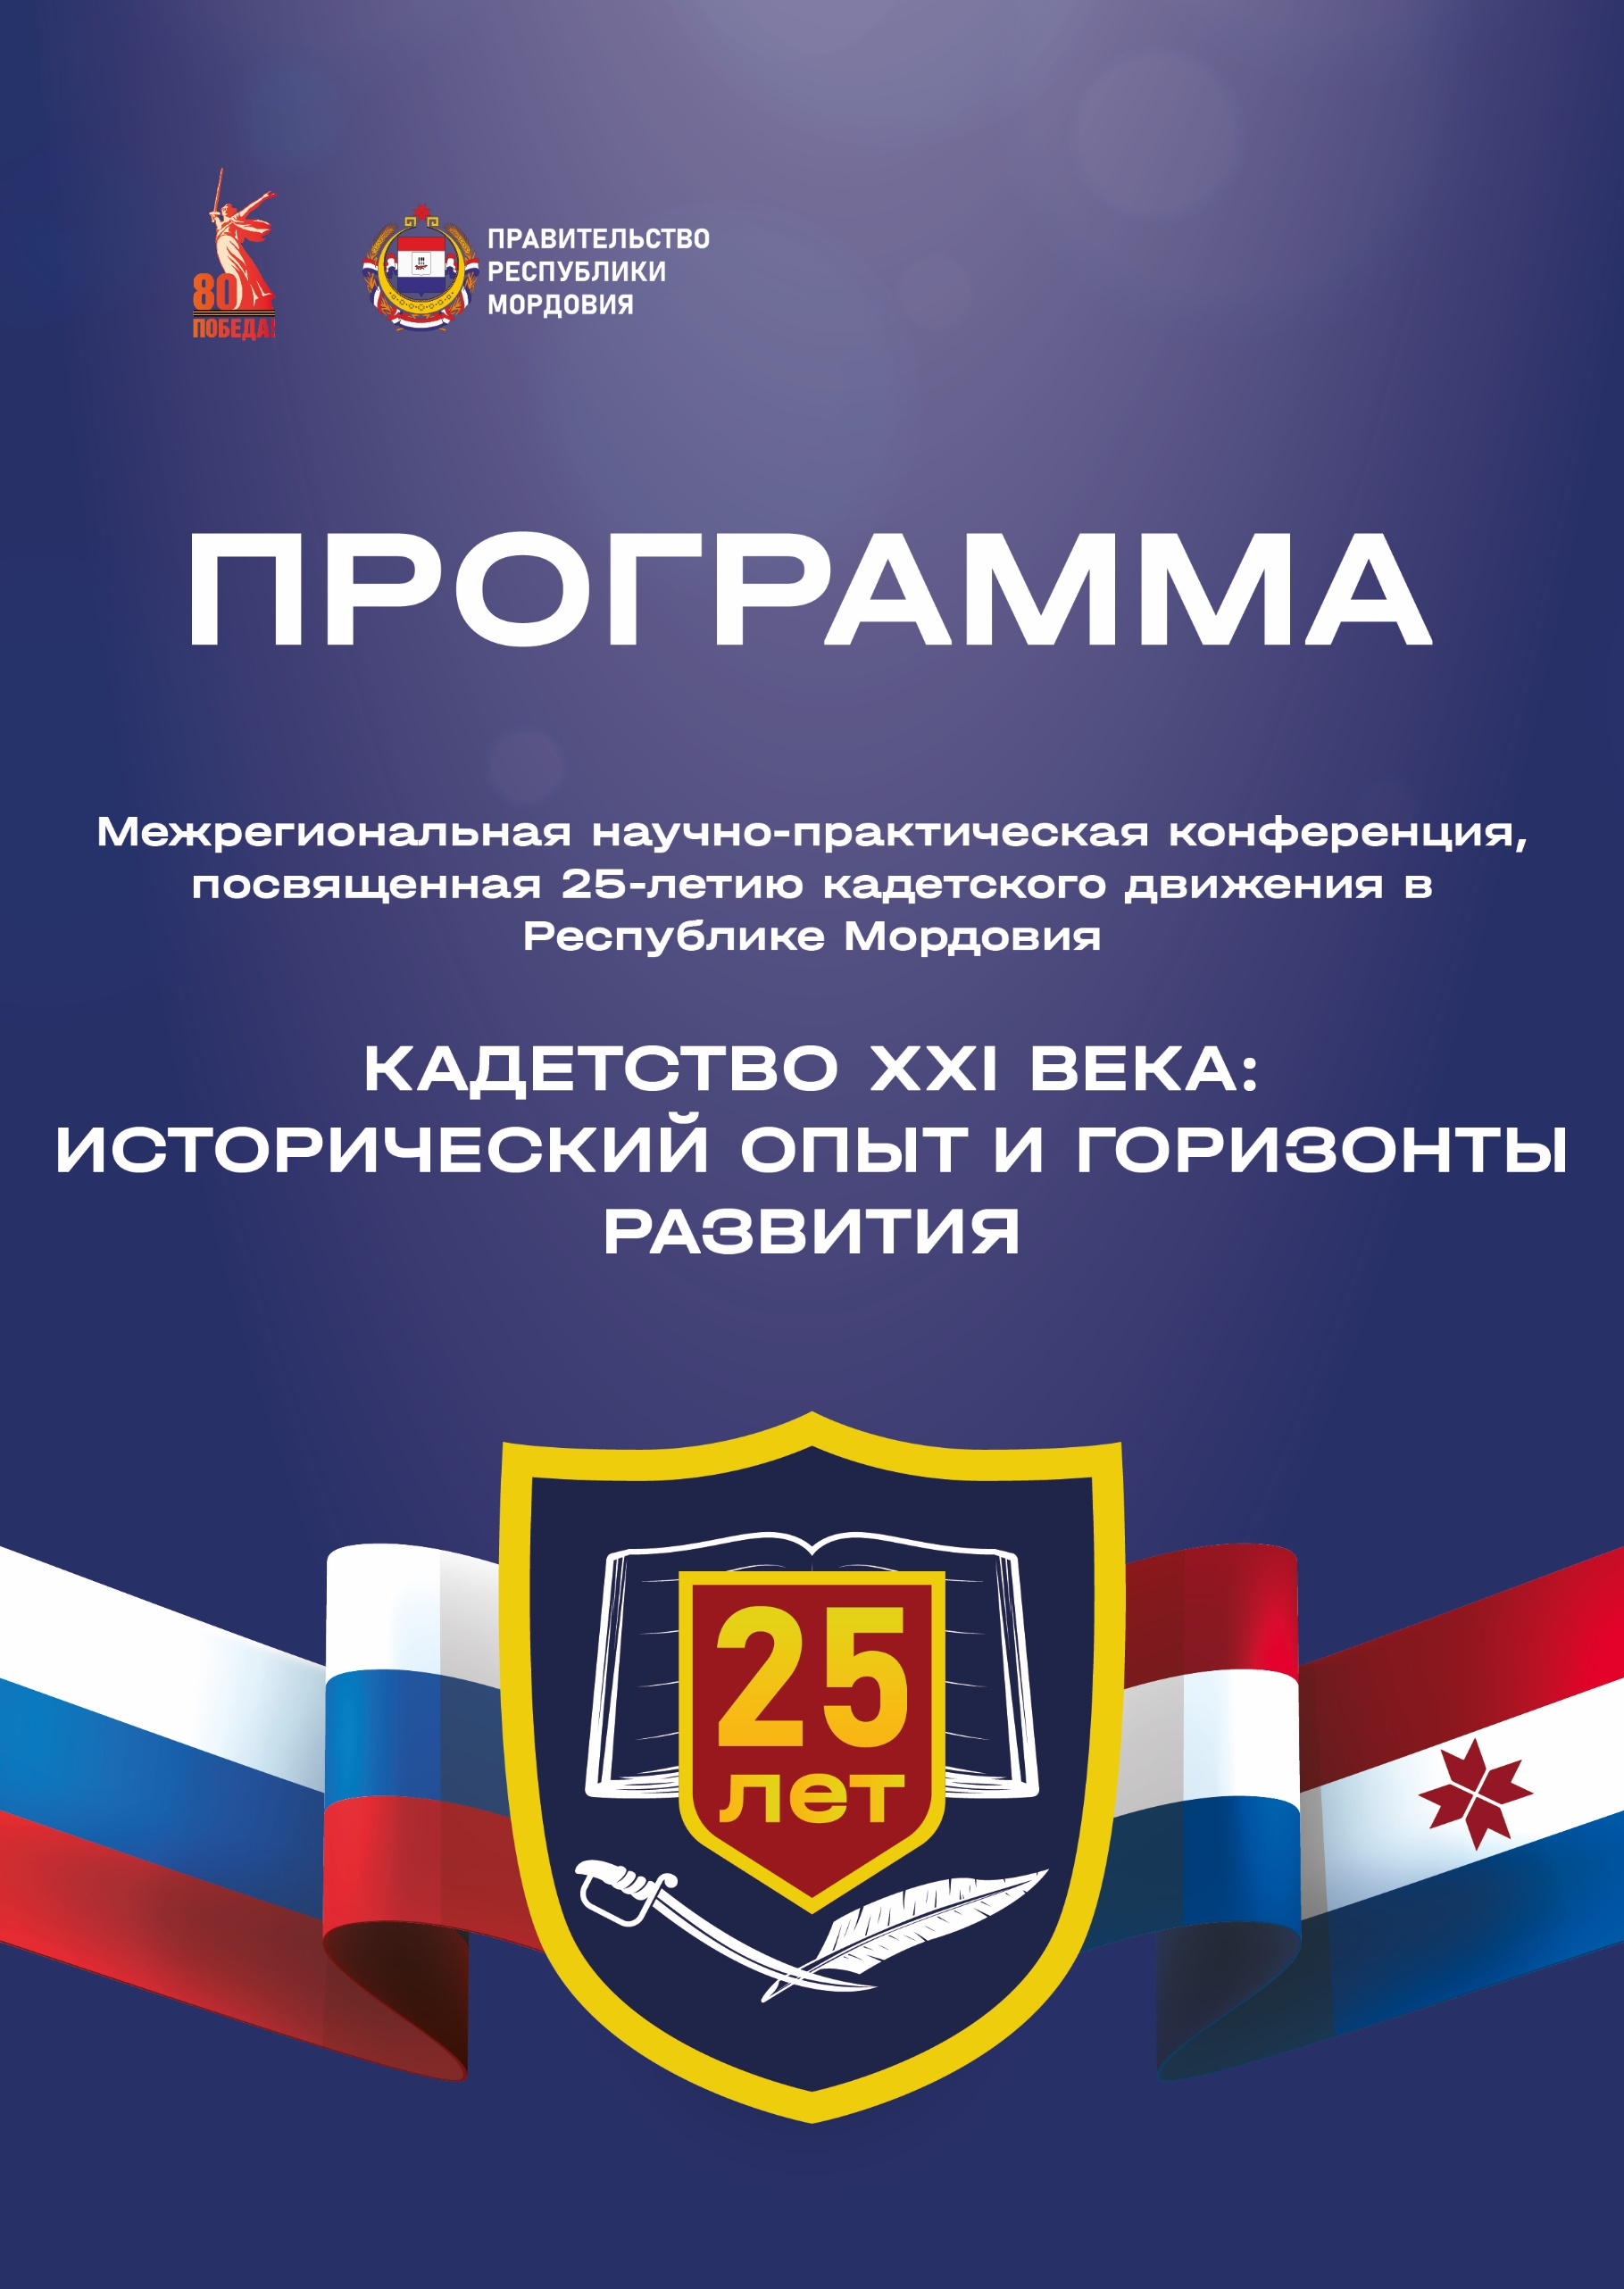 80
ПОБЕДА!
ПРАВИТЕЛЬСТВО
РЕСПУБЛИКИ
МОРДОВИЯ
ПРОГРАММА
Межрегиональная научно-практическая конференция,
посвященная 25-летию кадетского движения в
Республике Мордовия
КАДЕТСТВО XXI ВЕКА:
ИСТОРИЧЕСКИЙ ОПЫТ И ГОРИЗОНТЫ
РАЗВИТИЯ
25
лет